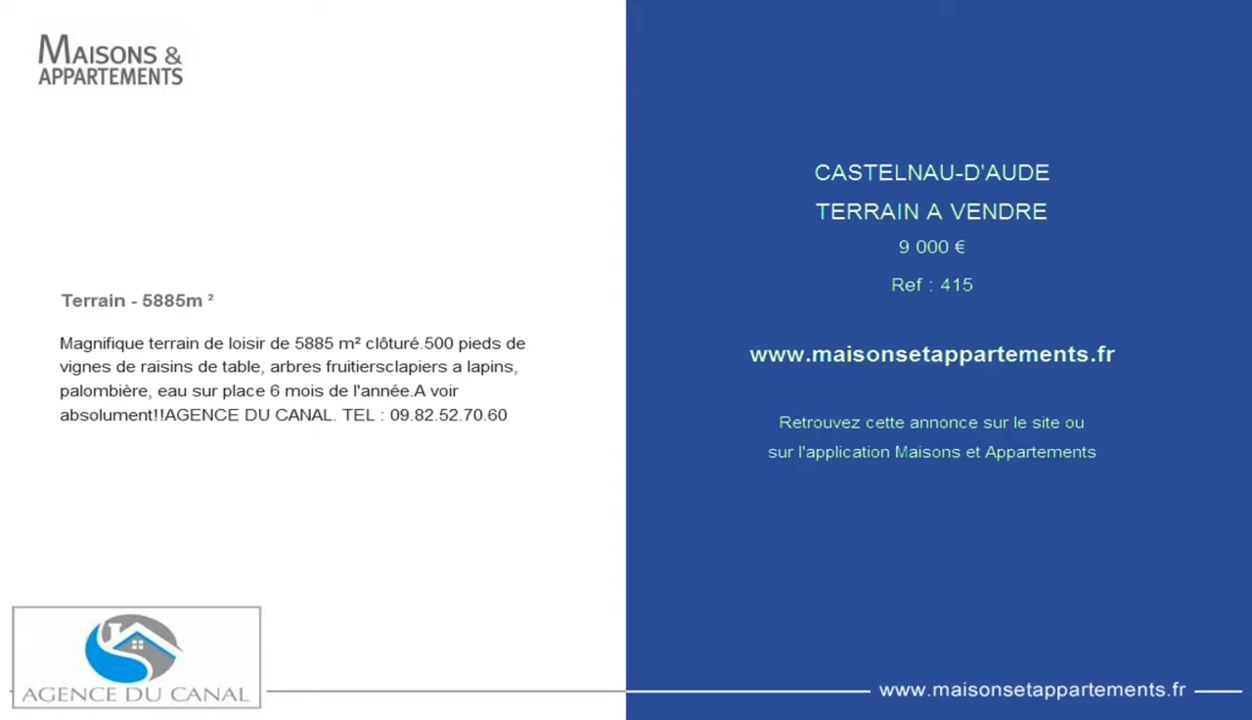 MAISONS &
APPARTEMENTS
Terrain - 5885m ²
Magnifique terrain de loisir de 5885 m² clôturé.500 pieds de
vignes de raisins de table, arbres fruitiersclapiers a lapins,
palombière, eau sur place 6 mois de l'année.A voir
absolument!!AGENCE DU CANAL. TEL : 09.82.52.70.60
AGENCE DU CANAL
CASTELNAU-D'AUDE
TERRAIN A VENDRE
9 000 €
Ref : 415
www.maisonsetappartements.fr
Retrouvez cette annonce sur le site ou
sur l'application Maisons et Appartements
www.maisonsetappartements.fr